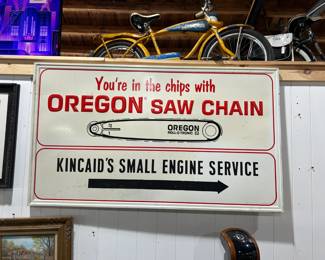 You're in the chips with
OREGON SAW CHAIN
OREGON
KINCAID'S SMALL ENGINE SERVICE